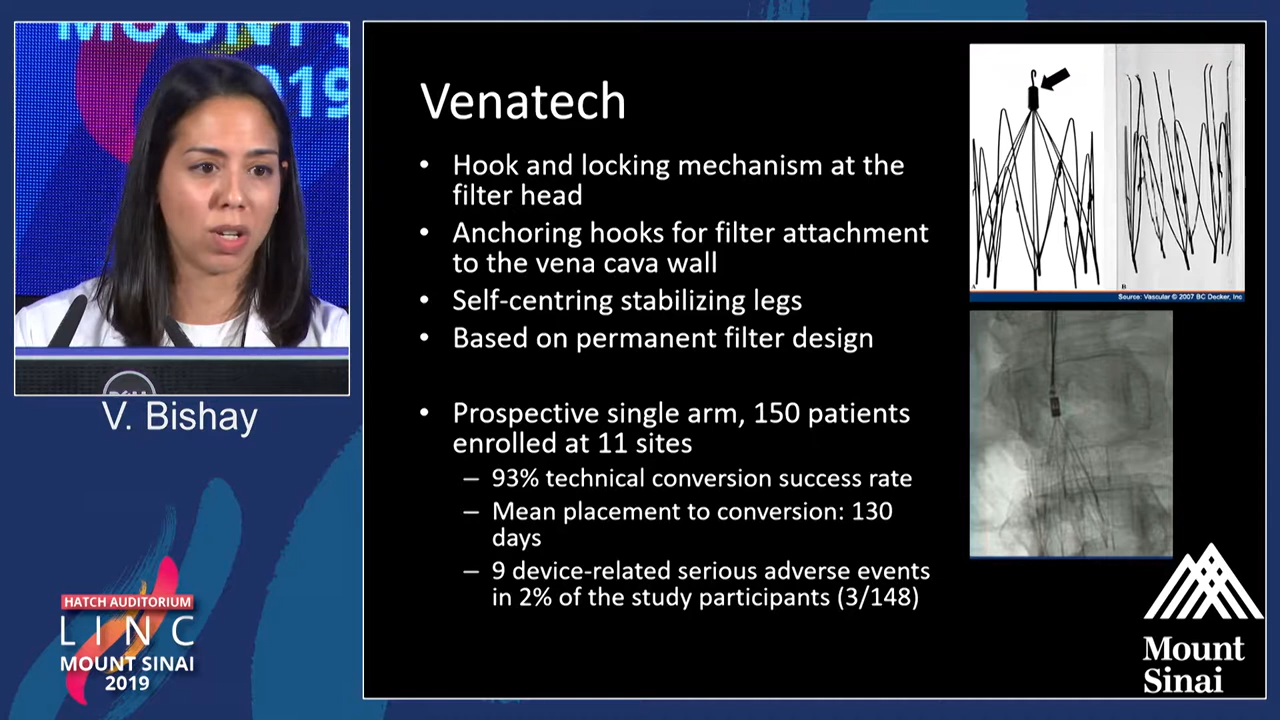 MOUNT S
2019
V. Bishay
HATCH AUDITORIUM
LINC
MOUNT SINAI
2019
Venatech
• Hook and locking mechanism at the
filter head
• Anchoring hooks for filter attachment
to the vena cava wall
• Self-centring stabilizing legs
• Based on permanent filter design
• Prospective single arm, 150 patients
enrolled at 11 sites
– 93% technical conversion success rate
– Mean placement to conversion: 130
days
– 9 device-related serious adverse events
in 2% of the study participants (3/148)
A
B
Source: Vascular © 2007 BC Decker, Inc
Mount
Sinai